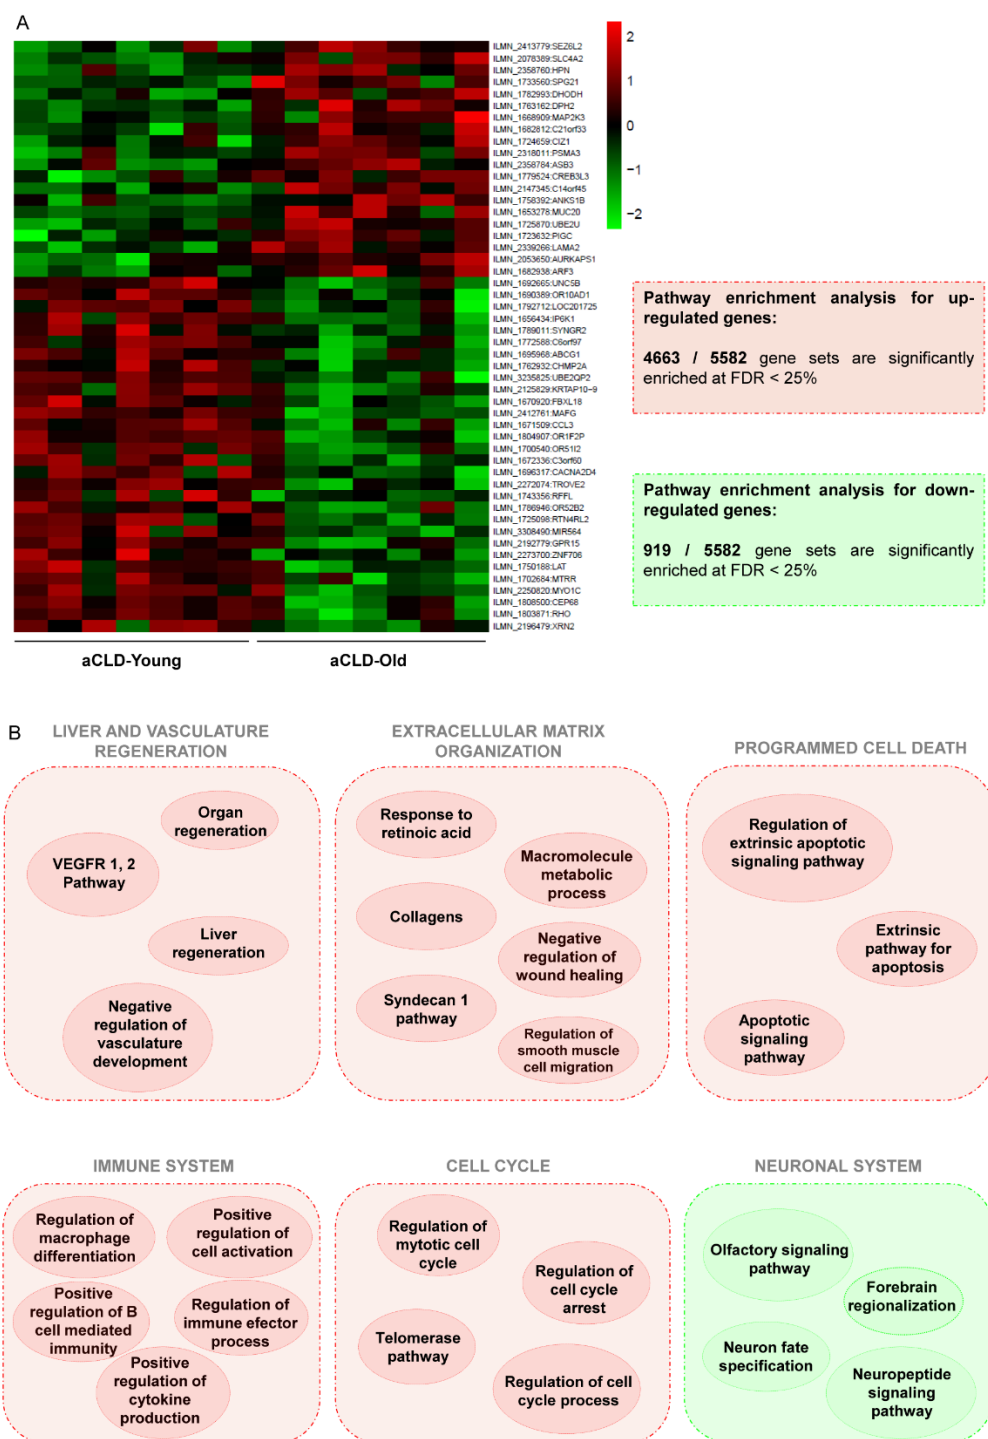 A
2
1
0
−1
−2
ILMN_2413779:SEZ6L2
ILMN_2078389:SLC4A2
ILMN_2358760:HPN
ILMN_1733560:SPG21
ILMN_1782993:DHODH
ILMN_1763162:DPH2
ILMN_1668909:MAP2K3
ILMN_1682812:C21orf33
ILMN_1724659:CIZ1
ILMN_2318011:PSMA3
ILMN_2358784:ASB3
ILMN_1779524:CREB3L3
ILMN_2147345:C14orf45
ILMN_1758392:ANKS1B
ILMN_1653278:MUC20
ILMN_1725870:UBE2U
ILMN_1723632:PIGC
ILMN_2339266:LAMA2
ILMN_2053650:AURKAPS1
ILMN_1682938:ARF3
ILMN_1692665:UNC5B
ILMN_1690389:OR10AD1
ILMN_1792712:LOC201725
ILMN_1656434:IP6K1
ILMN_1789011:SYNGR2
ILMN_1772588:C6orf97
ILMN_1695968:ABCG1
ILMN_1762932:CHMP2A
ILMN_3235825:UBE2QP2
ILMN_2125829:KRTAP10−9
ILMN_1670920:FBXL18
ILMN_2412761:MAFG
ILMN_1671509:CCL3
ILMN_1804907:OR1F2P
ILMN_1700540:OR51I2
ILMN_1672336:C3orf60
ILMN_1696317:CACNA2D4
ILMN_2272074:TROVE2
ILMN_1743356:RFFL
ILMN_1786946:OR52B2
ILMN_1725098:RTN4RL2
ILMN_3308490:MIR564
ILMN_2192779:GPR15
ILMN_2273700:ZNF706
ILMN_1750188:LAT
ILMN_1702684:MTRR
ILMN_2250820:MYO1C
ILMN_1808500:CEP68
ILMN_1803871:RHO
ILMN_2196479:XRN2
aCLD-Young
aCLD-Old
Pathway enrichment analysis for up-
regulated genes:
4663 / 5582 gene sets are significantly
enriched at FDR < 25%
Pathway enrichment analysis for down-
regulated genes:
919 / 5582 gene sets are significantly
enriched at FDR < 25%
B
LIVER AND VASCULATURE
REGENERATION
Organ
regeneration
VEGFR 1, 2
Pathway
Liver
regeneration
Negative
regulation of
vasculature
development
EXTRACELLULAR MATRIX
ORGANIZATION
Response to
retinoic acid
Macromolecule
metabolic
process
Collagens
Negative
regulation of
wound healing
Syndecan 1
pathway
Regulation of
smooth muscle
cell migration
PROGRAMMED CELL DEATH
Regulation of
extrinsic apoptotic
signaling pathway
Extrinsic
pathway for
apoptosis
Apoptotic
signaling
pathway
IMMUNE SYSTEM
Regulation of
macrophage
differentiation
Positive
regulation of
cell activation
Positive
regulation of B
cell mediated
immunity
Regulation of
immune efector
process
Positive
regulation of
cytokine
production
CELL CYCLE
Regulation of
mytotic cell
cycle
Regulation of
cell cycle
arrest
Telomerase
pathway
Regulation of cell
cycle process
NEURONAL SYSTEM
Olfactory signaling
pathway
Forebrain
regionalization
Neuron fate
specification
Neuropeptide
signaling
pathway